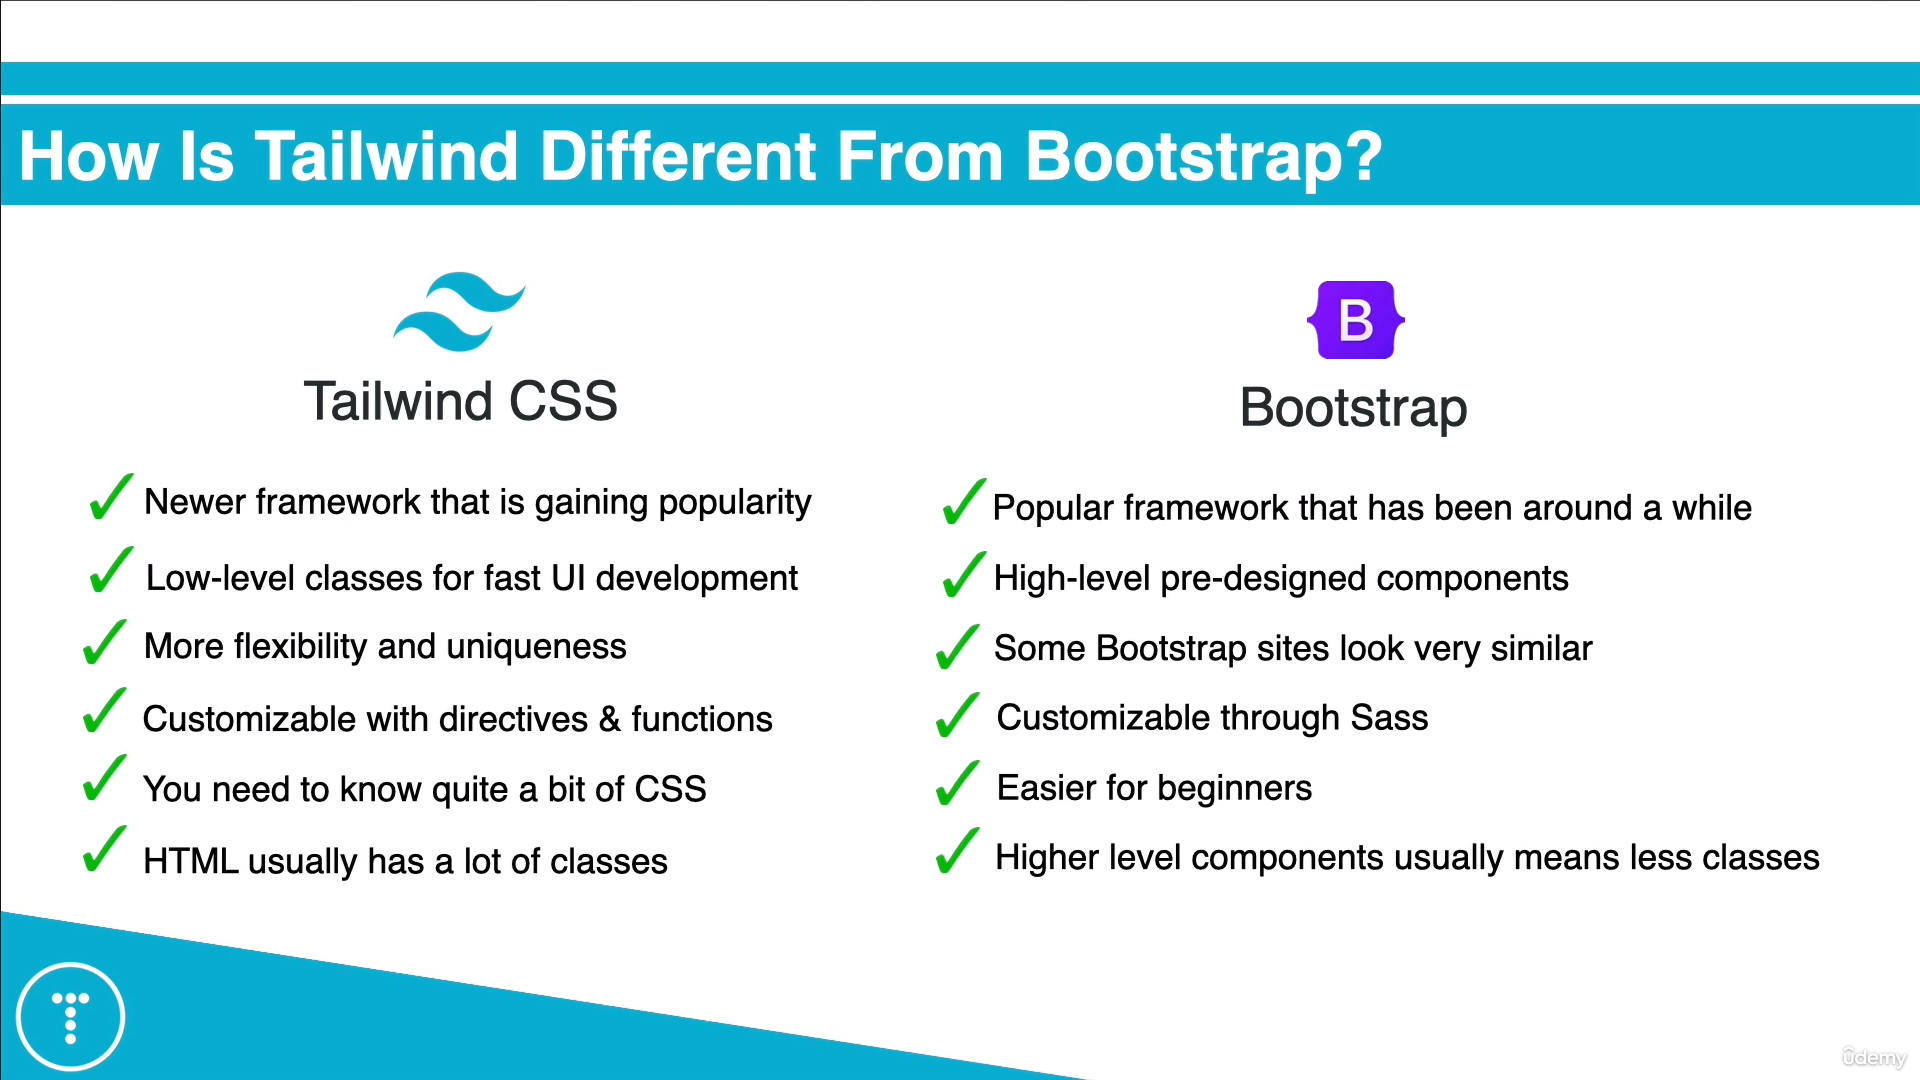 How Is Tailwind Different From Bootstrap?
Tailwind CSS
Newer framework that is gaining popularity
Low-level classes for fast UI development
More flexibility and uniqueness
Customizable with directives & functions
You need to know quite a bit of CSS
HTML usually has a lot of classes
B
Bootstrap
Popular framework that has been around a while
High-level pre-designed components
Some Bootstrap sites look very similar
Customizable through Sass
Easier for beginners
Higher level components usually means less classes
T
ûdemy